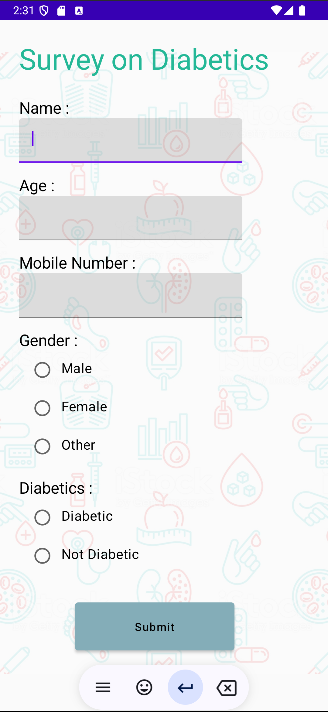 2:31
Survey on Diabetics
Name :
Age :
Mobile Number :
Gender :
Male
Female
Other
Diabetics :
Diabetic
Not Diabetic
Submit